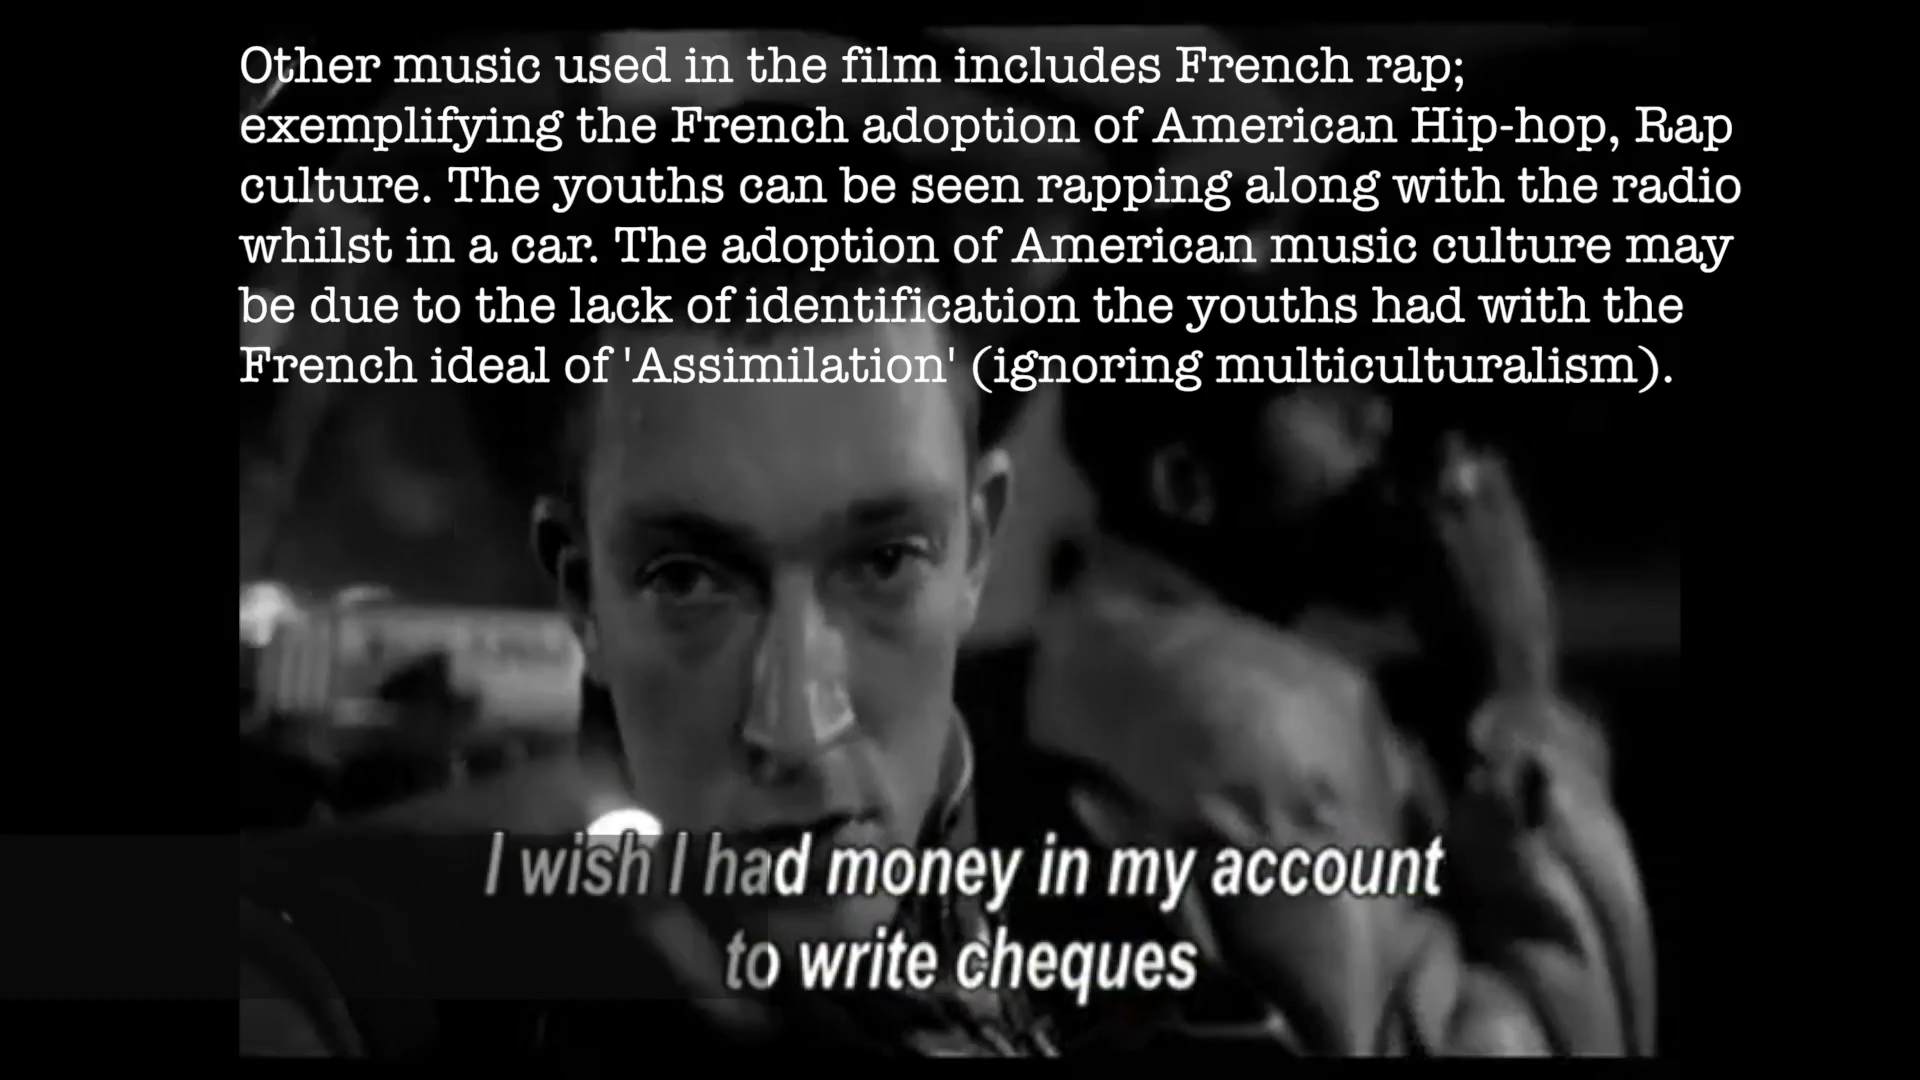 Other music used in the film includes French rap;
exemplifying the French adoption of American Hip-hop, Rap
culture. The youths can be seen rapping along with the radio
whilst in a car. The adoption of American music culture may
be due to the lack of identification the youths had with the
French ideal of 'Assimilation' (ignoring multiculturalism).
I wish I had money in my account
to write cheques